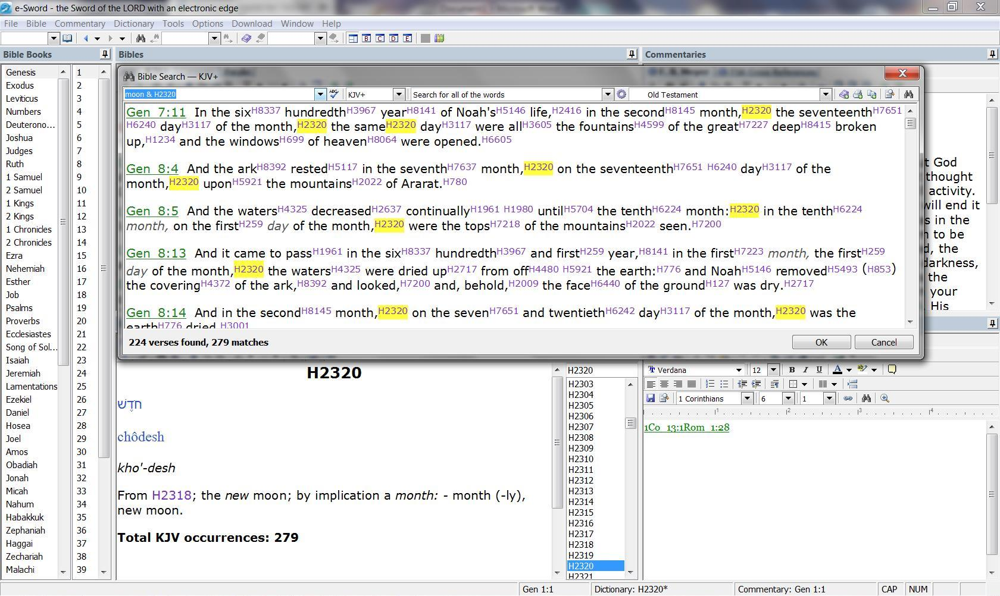 e-Sword - the Sword of the LORD with an electronic edge
File Bible Commentary Dictionary Tools Options Download Window Help
B C D E
Bible Books
Genesis 1
Exodus 2
Leviticus 3
Numbers 4
Deuterono... 5
Joshua 6
Judges 7
Ruth 8
1 Samuel 9
2 Samuel 10
1 Kings 11
2 Kings 12
1 Chronicles 13
2 Chronicles 14
Ezra 15
Nehemiah 16
Esther 17
Job 18
Psalms 19
Proverbs 20
Ecclesiastes 21
Song of Sol... 22
Isaiah 23
Jeremiah 24
Lamentations 25
Ezekiel 26
Daniel 27
Hosea 28
Joel 29
Amos 30
Obadiah 31
Jonah 32
Micah 33
Nahum 34
Habakkuk 35
Zephaniah 36
Haggai 37
Zechariah 38
Malachi 39
Bibles
Commentaries
Bible Search — KJV+
moon & H2320 KJV+ Search for all of the words Old Testament
Gen 7:11 In the sixH8337 hundredthH3967 yearH8141 of Noah'sH5146 life,H2416 in the secondH8145 month,H2320 the seventeenthH7651
H6240 dayH3117 of the month,H2320 the sameH2320 dayH3117 were allH3605 the fountainsH4599 of the greatH7227 deepH8415 broken
up,H1234 and the windowsH699 of heavenH8064 were opened.H6605
Gen 8:4 And the arkH8392 restedH5117 in the seventhH7637 month,H2320 on the seventeenthH7651 H6240 dayH3117 of the
month,H2320 uponH5921 the mountainsH2022 of Ararat.H780
Gen 8:5 And the watersH4325 decreasedH2637 continuallyH1961 H1980 untilH5704 the tenthH6224 month:H2320 in the tenthH6224
month, on the firstH259 day of the month,H2320 were the topsH7218 of the mountainsH2022 seen.H7200
Gen 8:13 And it came to passH1961 in the sixH8337 hundredthH3967 and firstH259 year,H8141 in the firstH7223 month, the firstH259
day of the month,H2320 the watersH4325 were dried upH2717 from offH4480 H5921 the earth:H776 and NoahH5146 removedH5493 (H853)
the coveringH4372 of the ark,H8392 and looked,H7200 and, behold,H2009 the faceH6440 of the groundH127 was dry.H2717
Gen 8:14 And in the secondH8145 month,H2320 on the sevenH7651 and twentiethH6242 dayH3117 of the month,H2320 was the
earthH776 dried.H3001
224 verses found, 279 matches
OK Cancel
t God
thought
activity.
will end it
s in the
n to be
d, the
darkness,
the
your
His
H2320
חֹדֶשׁ
chôdesh
kho'-desh
From H2318; the new moon; by implication a month: - month (-ly),
new moon.
Total KJV occurrences: 279
H2320
H2303
H2304
H2305
H2306
H2307
H2308
H2309
H2310
H2311
H2312
H2313
H2314
H2315
H2316
H2317
H2318
H2319
H2320
H2321
Verdana 12 B I U A ab
1 Corinthians 6 1
1 2 3 4
1Co_13:1Rom_1:28
Gen 1:1 Dictionary: H2320* Commentary: Gen 1:1 CAP NUM